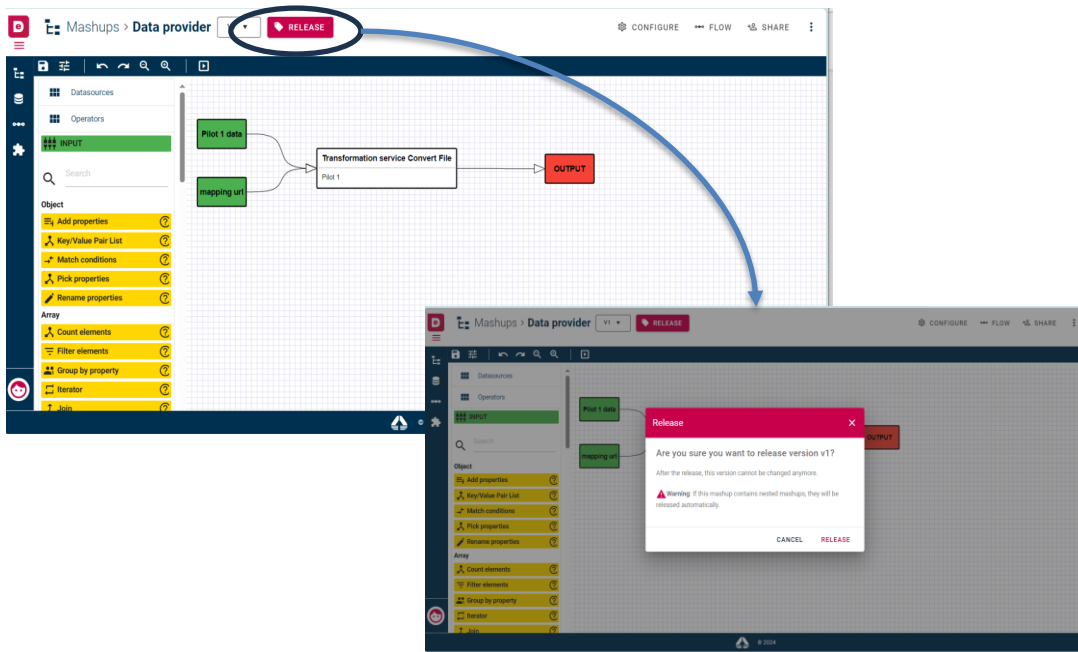 Mashups > Data provider
RELEASE
CONFIGURE
FLOW
SHARE
Datasources
Operators
INPUT
Search
Object
Add properties
Key/Value Pair List
Match conditions
Pick properties
Rename properties
Array
Count elements
Filter elements
Group by property
Iterator
Join
Pilot 1 data
mapping url
Transformation service Convert File
Pilot 1
OUTPUT
©
Mashups > Data provider
V1
RELEASE
CONFIGURE
FLOW
SHARE
Datasources
Operators
INPUT
Search
Object
Add properties
Key/Value Pair List
Match conditions
Pick properties
Rename properties
Array
Count elements
Filter elements
Group by property
Iterator
Join
Pilot 1 data
mapping url
OUTPUT
Release
Are you sure you want to release version v1?
After the release, this version cannot be changed anymore.
Warning If this mashup contains nested mashups, they will be
released automatically.
CANCEL
RELEASE
© 2024